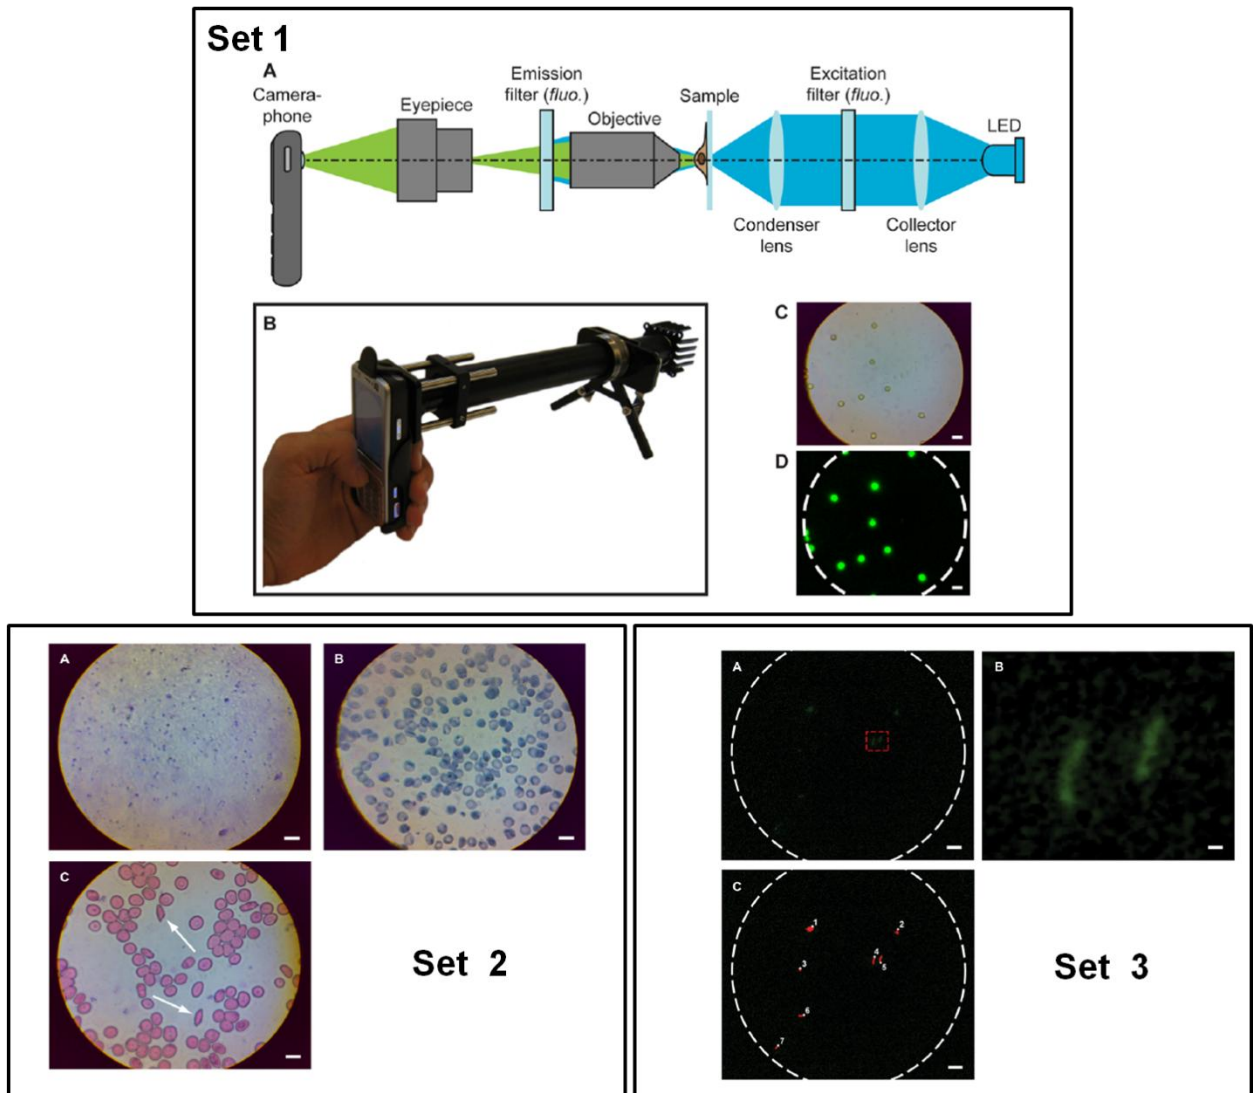 Set 1
A
Camera-
phone
Eyepiece
Emission
filter (fluo.)
Objective
Sample
Excitation
filter (fluo.)
LED
Condenser
lens
Collector
lens
B
C
D
A
B
C
Set 2
A
B
C
1
2
3
4
5
6
7
Set 3